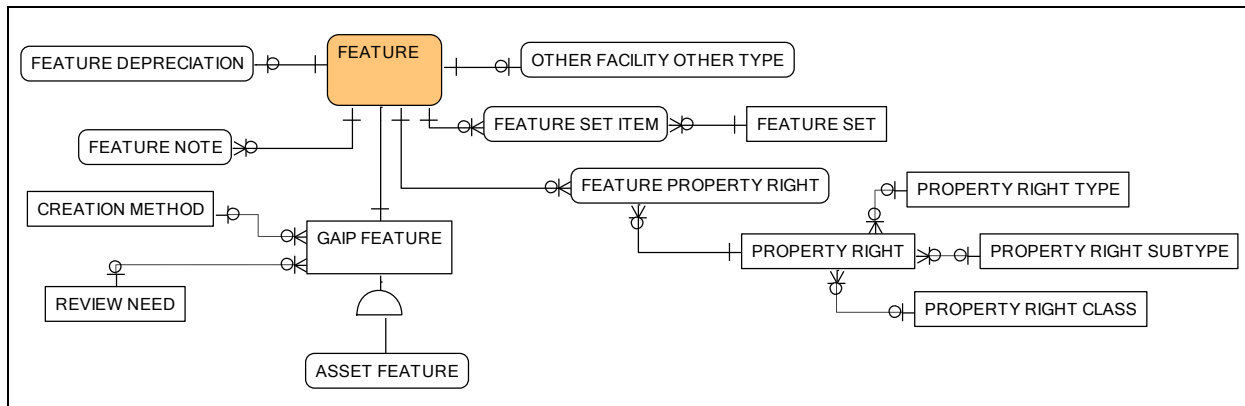 FEATURE
FEATURE DEPRECIATION
OTHER FACILITY OTHER TYPE
FEATURE NOTE
FEATURE SET ITEM
FEATURE SET
FEATURE PROPERTY RIGHT
PROPERTY RIGHT TYPE
CREATION METHOD
GAIP FEATURE
PROPERTY RIGHT
PROPERTY RIGHT SUBTYPE
REVIEW NEED
PROPERTY RIGHT CLASS
ASSET FEATURE